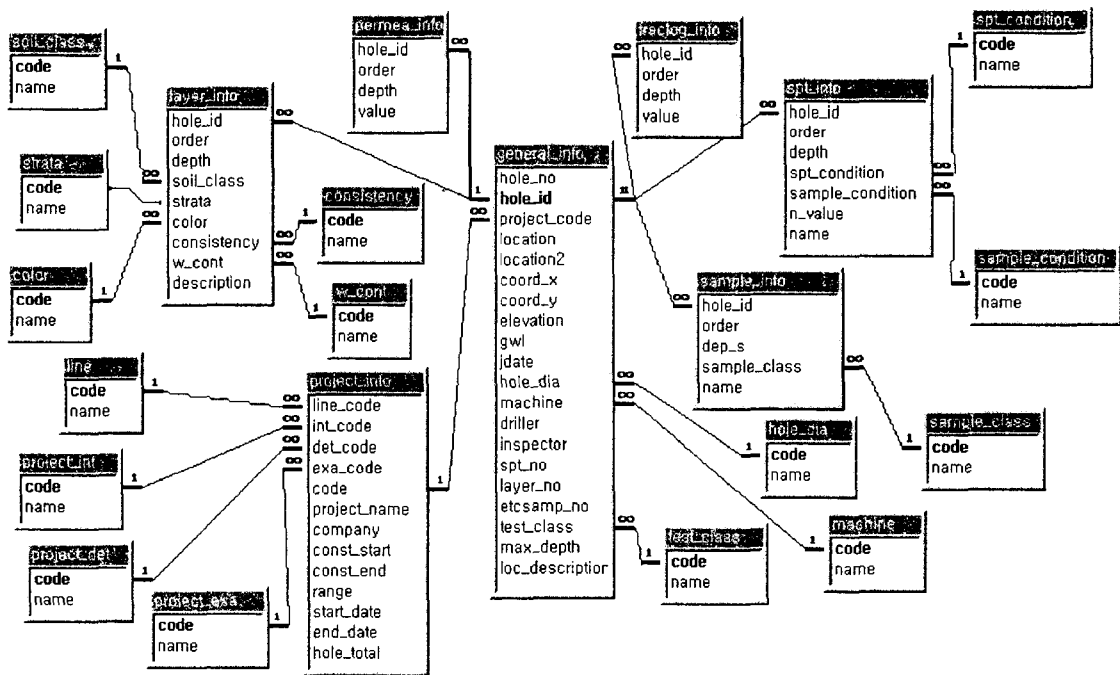 soil_class
code
name
strata
code
name
color
code
name
layer_info
hole_id
order
depth
soil_class
strata
color
consistency
w_cont
description
permea_info
hole_id
order
depth
value
consistency
code
name
w_cont
code
name
general_info
hole_no
hole_id
project_code
location
location2
coord_x
coord_y
elevation
gwl
jdate
hole_dia
machine
driller
inspector
spt_no
layer_no
etcsamp_no
test_class
max_depth
loc_description
hole_id
order
depth
value
spt_info
hole_id
order
depth
spt_condition
sample_condition
n_value
name
spt_condition
code
name
sample_condition
code
name
sample_info
hole_id
order
dep_s
sample_class
name
sample_class
code
name
hole_dia
code
name
machine
code
name
test_class
code
name
line
code
name
project_int
code
name
project_det
code
name
project_exa
code
name
project_info
line_code
int_code
det_code
exa_code
code
project_name
company
const_start
const_end
range
start_date
end_date
hole_total